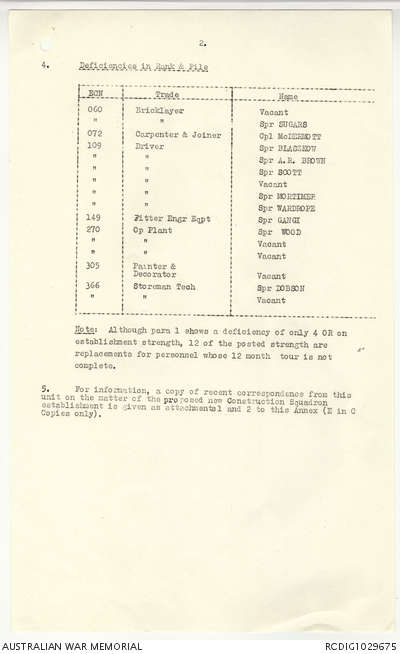 2.
4. Deficiencies in Rank & File
ECN Trade Name
060 Bricklayer Vacant
" " Spr SUGARS
072 Carpenter & Joiner Cpl McDERMOTT
109 Driver Spr BLASZKOW
" " Spr A.R. BROWN
" " Spr SCOTT
" " Vacant
" " Spr MORTIMER
" " Spr WARDROPE
149 Fitter Engr Eqpt Spr GANGI
270 Op Plant Spr WOOD
" " Vacant
" " Vacant
305 Painter &
Decorator Vacant
366 Storeman Tech Spr DOBSON
" " Vacant
Note: Although para 1 shows a deficiency of only 4 OR on
establishment strength, 12 of the posted strength are
replacements for personnel whose 12 month tour is not
complete.
5. For information, a copy of recent correspondence from this
unit on the matter of the proposed new Construction Squadron
establishment is given as attachments1 and 2 to this Annex (E in C
Copies only).
AUSTRALIAN WAR MEMORIAL RCDIG1029675